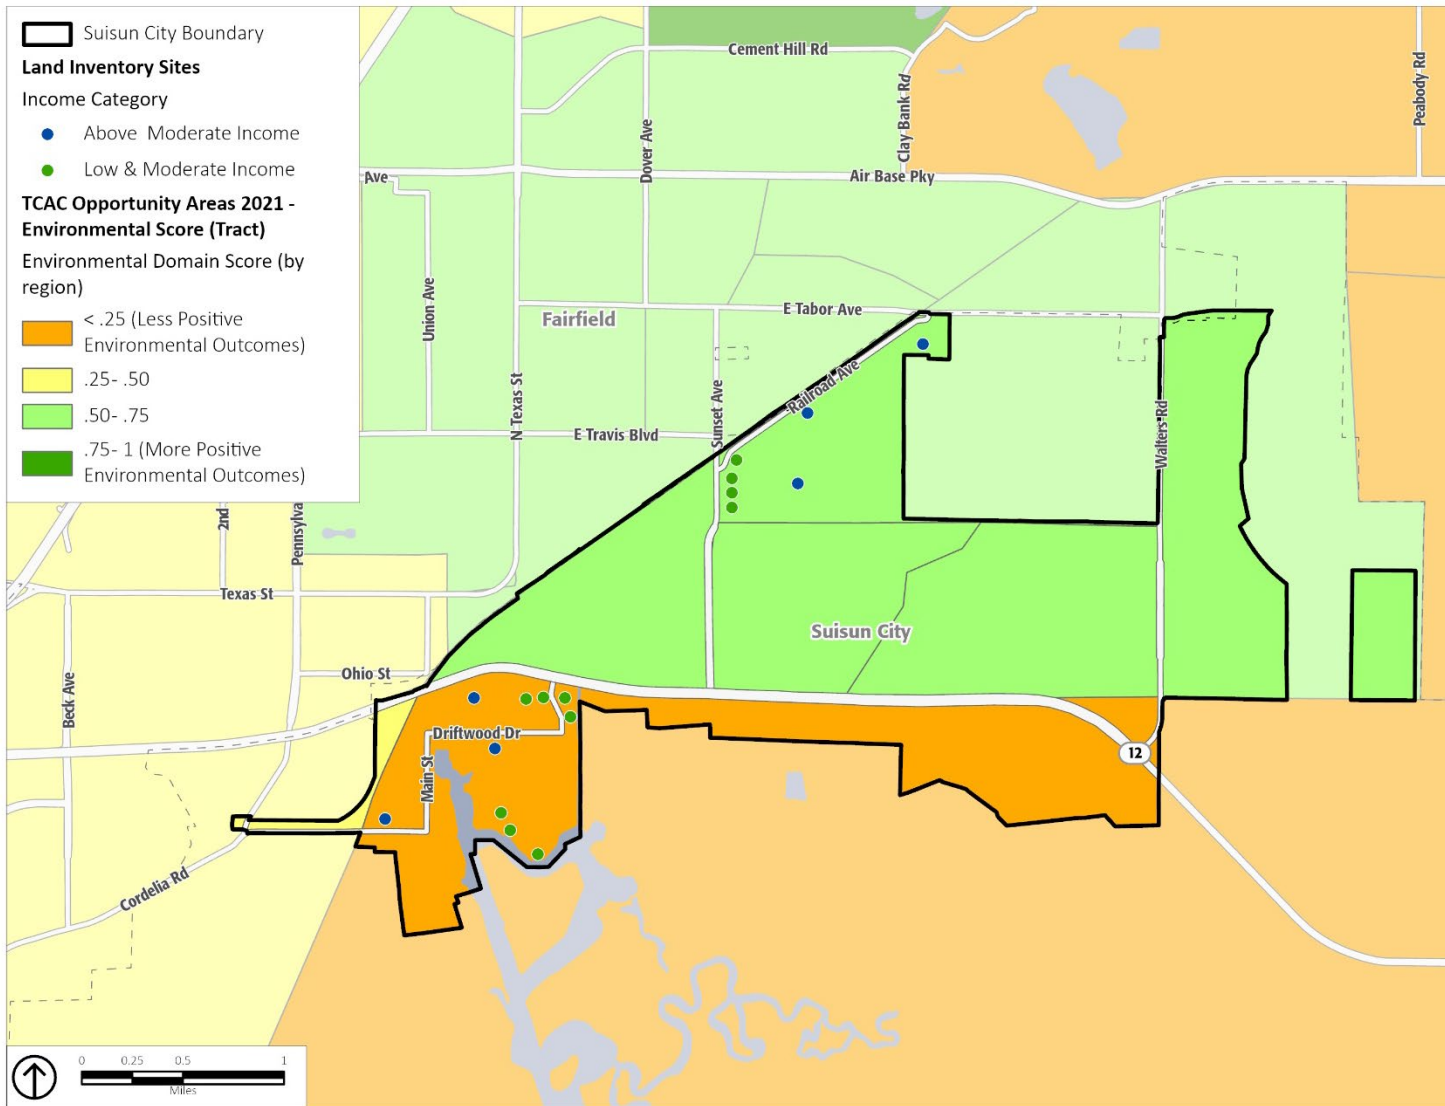 Suisun City Boundary
Land Inventory Sites
Income Category
Above Moderate Income
Low & Moderate Income
TCAC Opportunity Areas 2021 -
Environmental Score (Tract)
Environmental Domain Score (by
region)
< .25 (Less Positive
Environmental Outcomes)
.25- .50
.50- .75
.75- 1 (More Positive
Environmental Outcomes)
Cement Hill Rd
Clay Bank Rd
Peabody Rd
Dover Ave
Ave
Air Base Pky
Union Ave
N Texas St
Fairfield
E Tabor Ave
Railroad Ave
Sunset Ave
E Travis Blvd
Walters Rd
2nd
Pennsylva
Texas St
Suisun City
Ohio St
Beck Ave
Driftwood Dr
Main St
12
Cordelia Rd
0 0.25 0.5 1
Miles